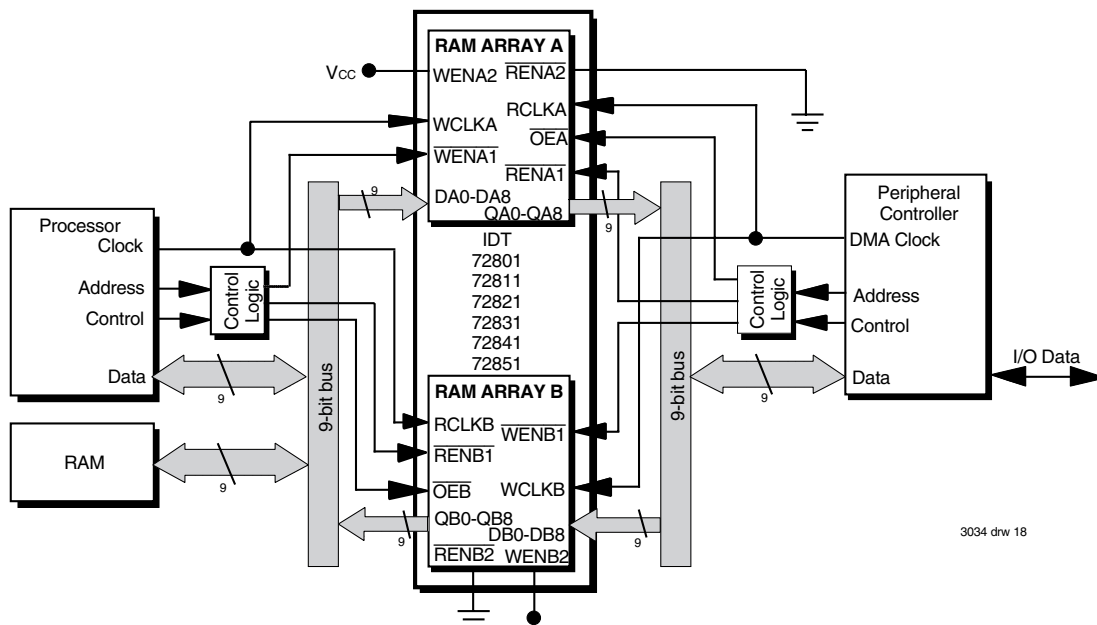 RAM ARRAY A
VCC
WENA2
RENA2
RCLKA
WCLKA
OEA
WENA1
RENA1
9
DA0-DA8
QA0-QA8
9
Processor
Clock
Address
Control
Data
9
Control
Logic
RAM
9
9-bit bus
IDT
72801
72811
72821
72831
72841
72851
RAM ARRAY B
RCLKB
WENB1
RENB1
OEB
WCLKB
QB0-QB8
9
DB0-DB8
9
RENB2
WENB2
9-bit bus
Peripheral
Controller
DMA Clock
Control
Logic
Address
Control
Data
9
I/O Data
3034 drw 18